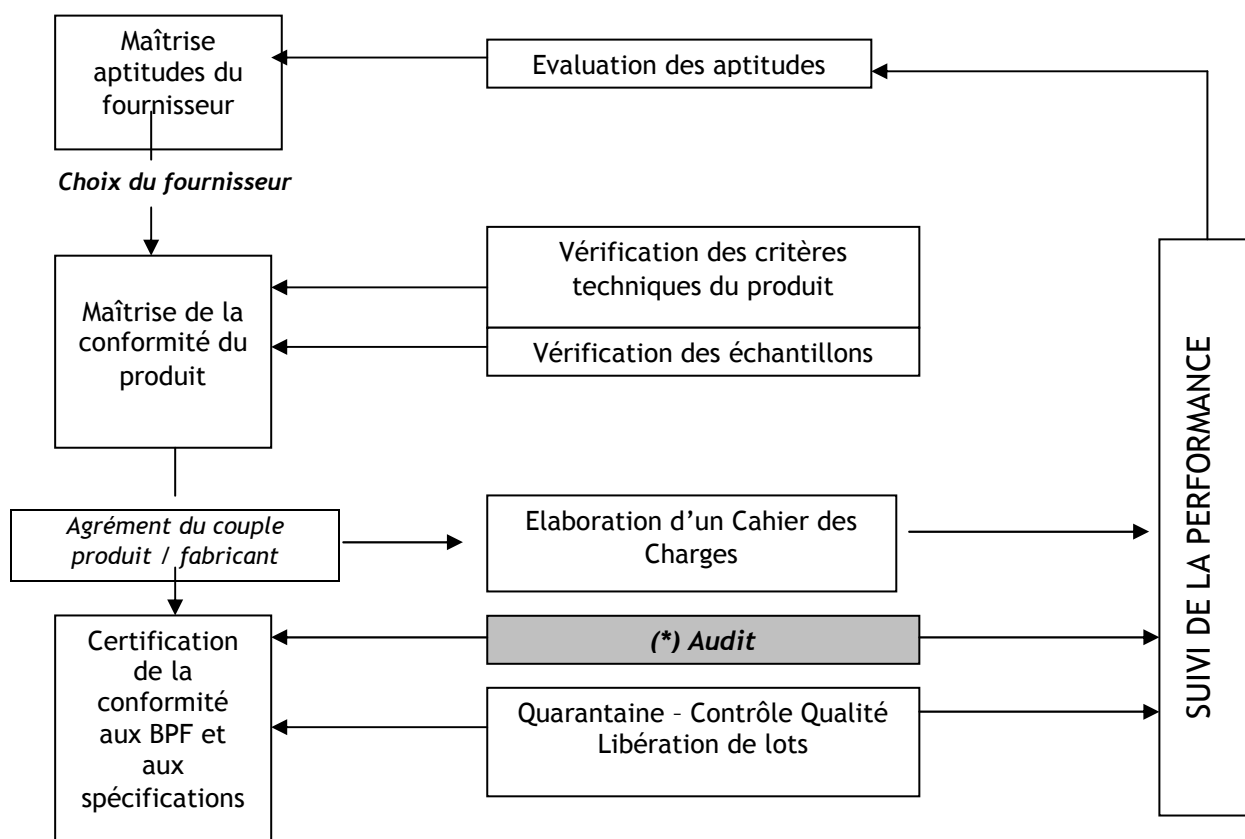 Maîtrise
aptitudes du
fournisseur
Evaluation des aptitudes
Choix du fournisseur
Vérification des critères
techniques du produit
Maîtrise de la
conformité du
produit
Vérification des échantillons
SUIVI DE LA PERFORMANCE
Agrément du couple
produit / fabricant
Elaboration d’un Cahier des
Charges
Certification
de la
conformité
aux BPF et
aux
spécifications
(*) Audit
Quarantaine – Contrôle Qualité
Libération de lots